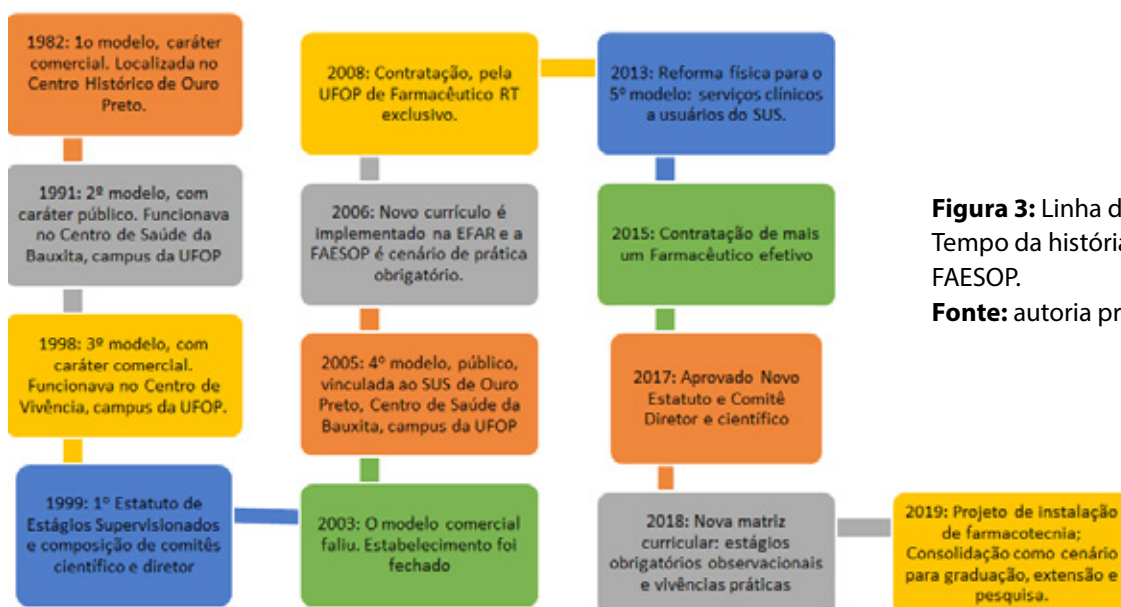 1982: 1o modelo, caráter
comercial. Localizada no
Centro Histórico de Ouro
Preto.
1991: 2º modelo, com
caráter público. Funcionava
no Centro de Saúde da
Bauxita, campus da UFOP
1998: 3º modelo, com
caráter comercial.
Funcionava no Centro de
Vivência, campus da UFOP.
1999: 1º Estatuto de
Estágios Supervisionados
e composição de comitês
científico e diretor
2003: O modelo comercial
faliu. Estabelecimento foi
fechado
2005: 4º modelo, público,
vinculada ao SUS de Ouro
Preto, Centro de Saúde da
Bauxita, campus da UFOP
2006: Novo currículo é
implementado na EFAR e a
FAESOP é cenário de prática
obrigatório.
2008: Contratação, pela
UFOP de Farmacêutico RT
exclusivo.
2013: Reforma física para o
5º modelo: serviços clínicos
a usuários do SUS.
2015: Contratação de mais
um Farmacêutico efetivo
2017: Aprovado Novo
Estatuto e Comitê
Diretor e científico
2018: Nova matriz
curricular: estágios
obrigatórios observacionais
e vivências práticas
2019: Projeto de instalação
de farmacotecnia;
Consolidação como cenário
para graduação, extensão e
pesquisa.
Figura 3: Linha d
Tempo da história
FAESOP.
Fonte: autoria pr